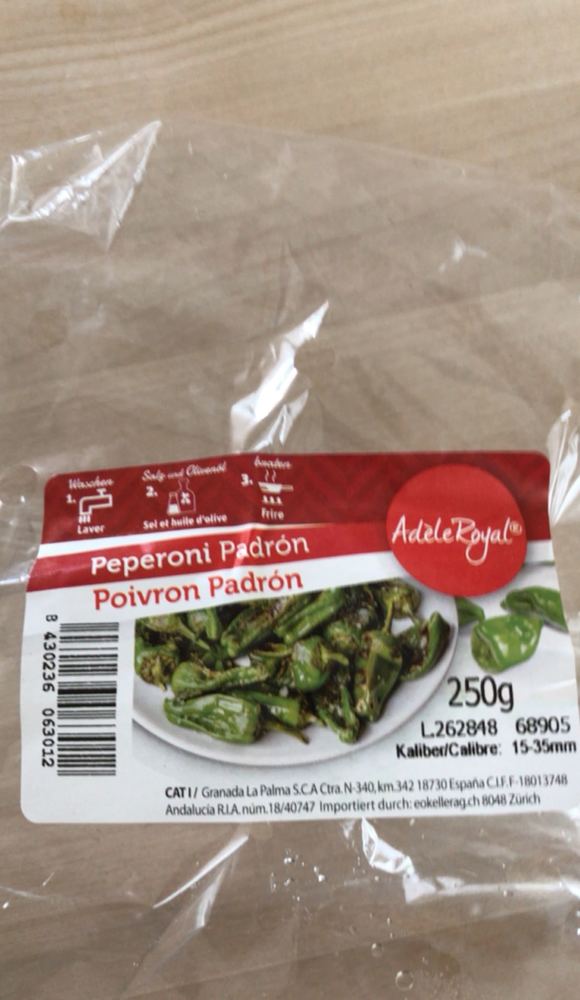 Waschen
1.
Laver
Salz und Olivenöl
2.
Sel et huile d'olive
braten
3.
Frire
AdèleRoyal®
Peperoni Padrón
Poivron Padrón
8 430236 063012
250g
L.262848 68905
Kaliber/Calibre: 15-35mm
CAT I / Granada La Palma S.C.A Ctra. N-340, km.342 18730 España C.I.F. F-18013748
Andalucía R.I.A. núm. 18/40747 Importiert durch: eokellerag.ch 8048 Zürich